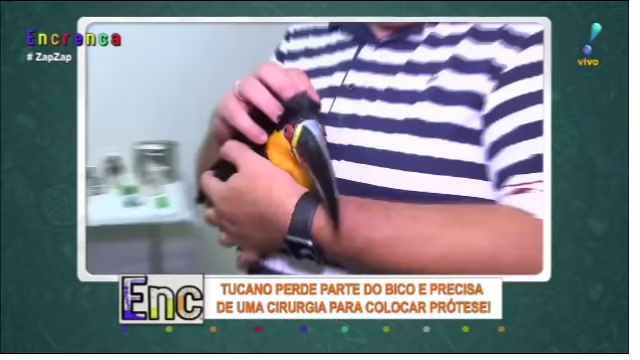 Encrenca
# ZapZap
vivo
Enc
TUCANO PERDE PARTE DO BICO E PRECISA
DE UMA CIRURGIA PARA COLOCAR PRÓTESE!